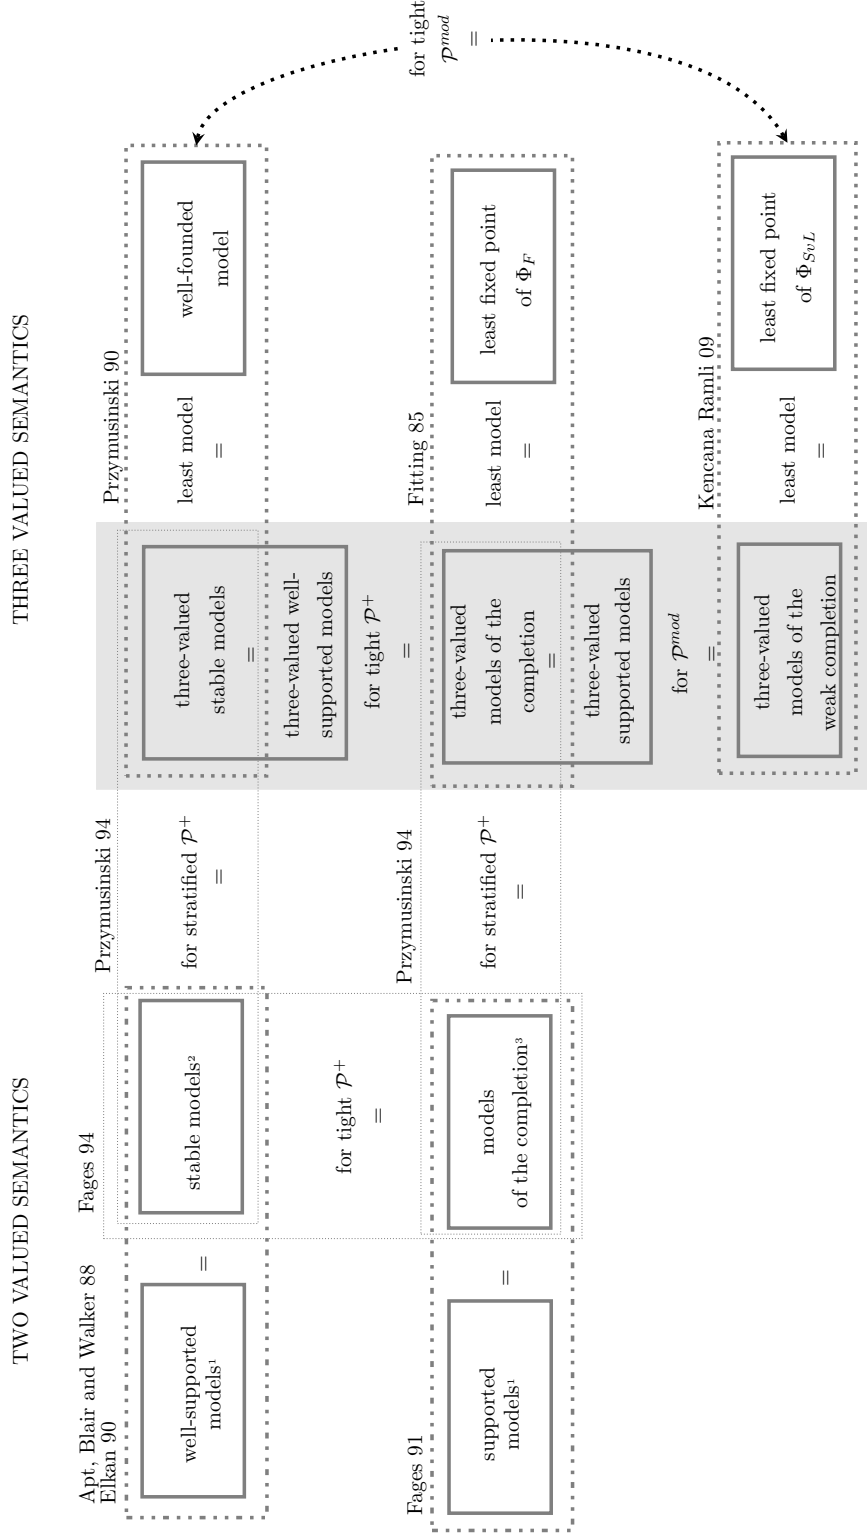 TWO VALUED SEMANTICS
THREE VALUED SEMANTICS
Apt, Blair and Walker 88
Elkan 90
well-supported
models¹
=
Fages 94
stable models²
Przymusinski 94
for stratified 𝒫⁺
=
three-valued
stable models
=
three-valued well-
supported models
Przymusinski 90
least model
=
well-founded
model
for tight 𝒫⁺
=
for tight 𝒫⁺
=
Fages 91
supported
models¹
=
models
of the completion³
Przymusinski 94
for stratified 𝒫⁺
=
three-valued
models of the
completion
=
three-valued
supported models
Fitting 85
least model
=
least fixed point
of Φ_F
for 𝒫^mod
=
three-valued
models of the
weak completion
Kencana Ramli 09
least model
=
least fixed point
of Φ_SvL
for tight
𝒫^mod
=